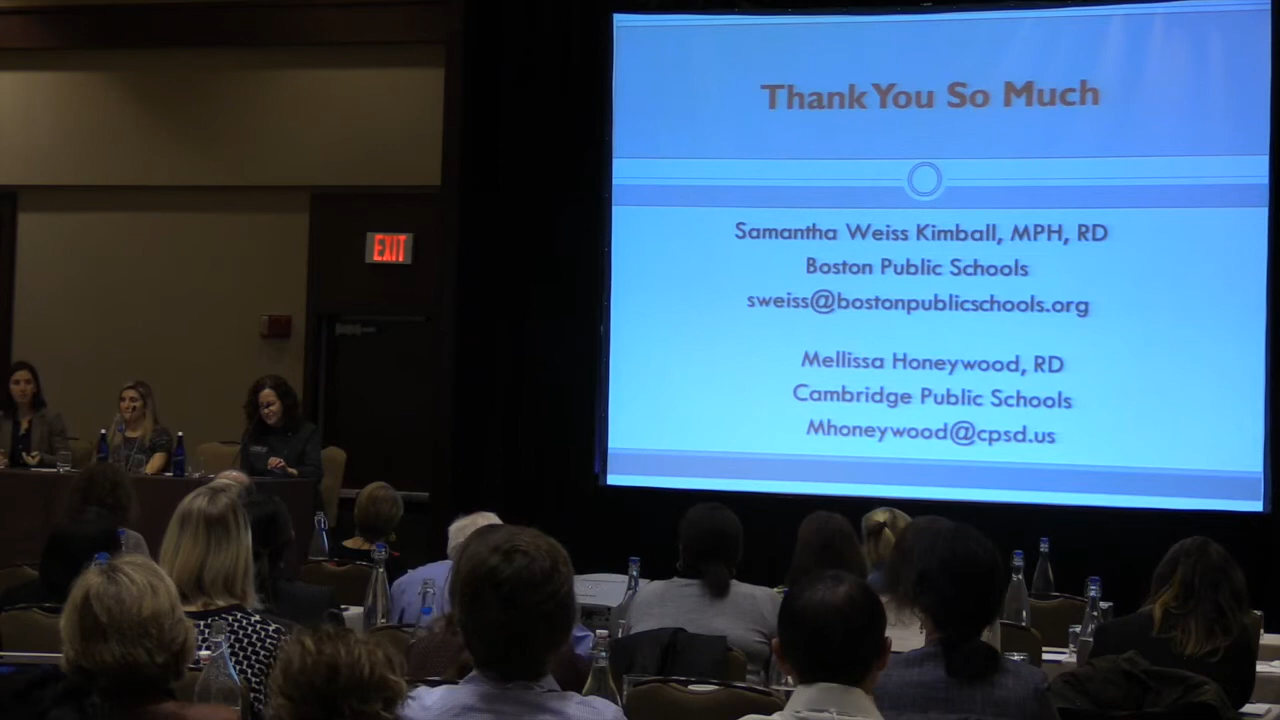 Thank You So Much
Samantha Weiss Kimball, MPH, RD
Boston Public Schools
sweiss@bostonpublicschools.org
Mellissa Honeywood, RD
Cambridge Public Schools
Mhoneywood@cpsd.us
EXIT